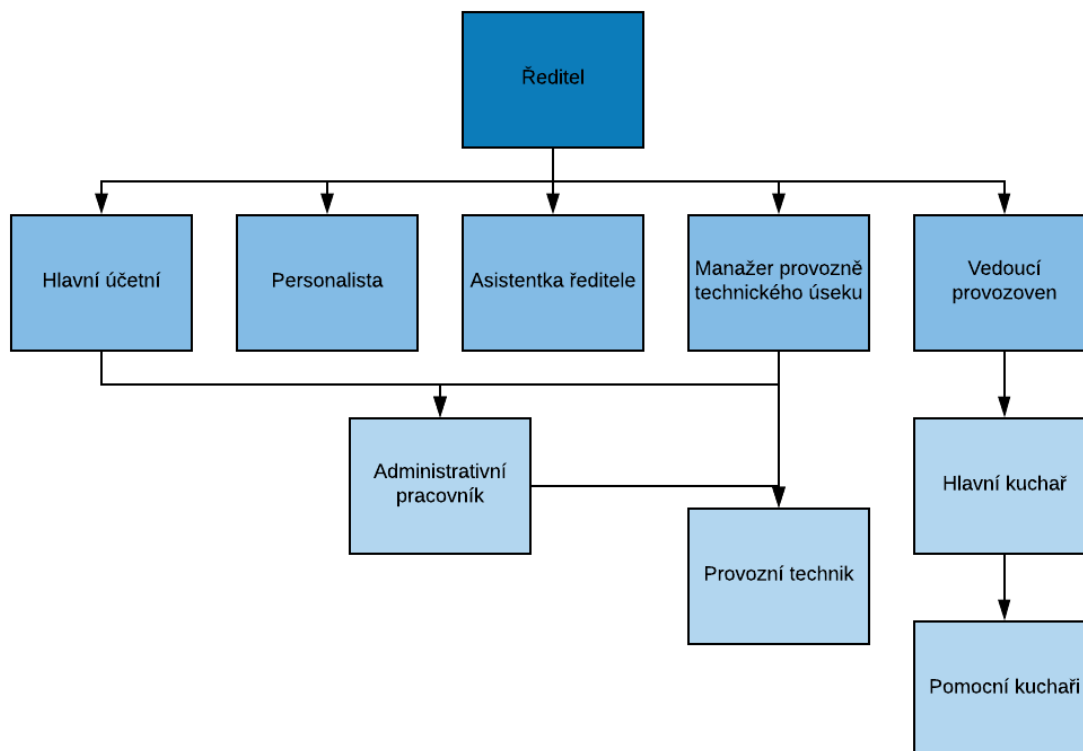 Ředitel
Hlavní účetní
Personalista
Asistentka ředitele
Manažer provozně
technického úseku
Vedoucí
provozoven
Administrativní
pracovník
Hlavní kuchař
Provozní technik
Pomocní kuchaři